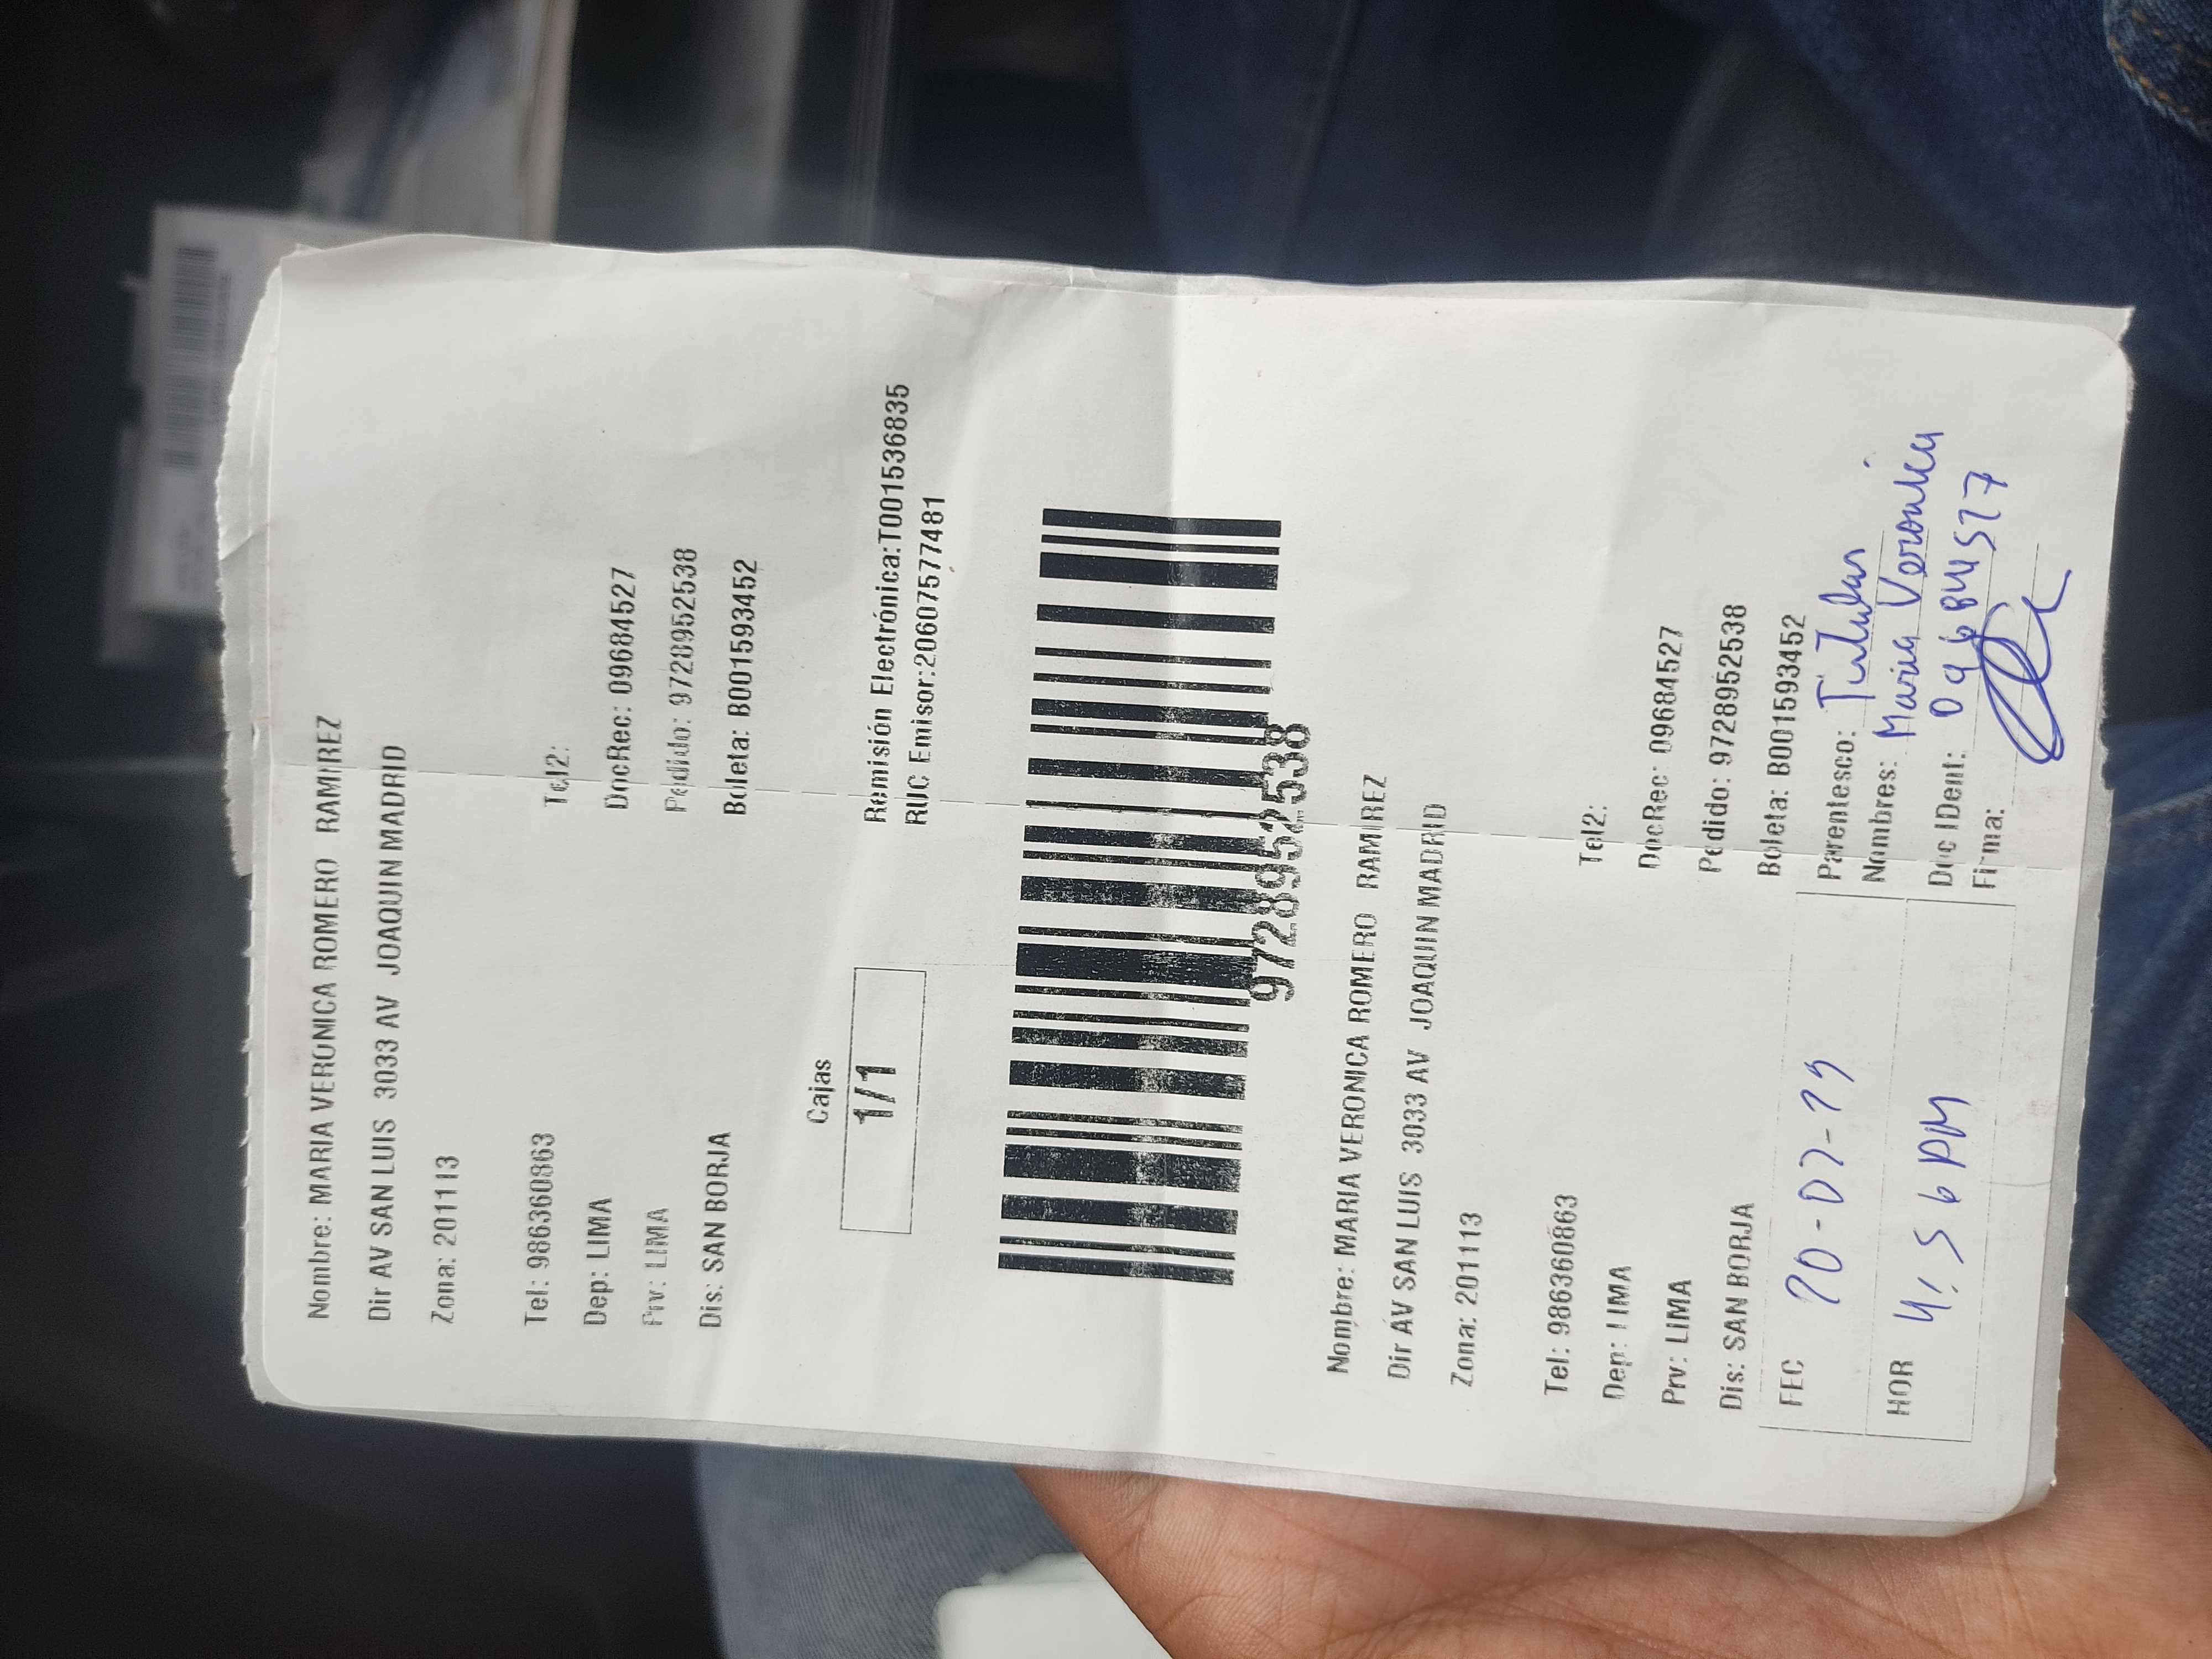 Nombre: MARIA VERONICA ROMERO RAMIREZ
Dir AV SAN LUIS 3033 AV JOAQUIN MADRID
Zona: 201113
Tel: 986360863 Tel2:
Dep: LIMA DocRec: 09684527
Prv: LIMA Pedido: 9728952538
Dis: SAN BORJA Boleta: B001593452
Cajas
1/1
Remisión Electrónica:T001536835
RUC Emisor:20607577481
9728952538
Nombre: MARIA VERONICA ROMERO RAMIREZ
Dir AV SAN LUIS 3033 AV JOAQUIN MADRID
Zona: 201113
Tel: 986360863 Tel2:
Dep: LIMA DocRec: 09684527
Prv: LIMA Pedido: 9728952538
Dis: SAN BORJA Boleta: B001593452
FEC
HOR 4:56 PM
Parentesco: Titular
Nombres: Maria Veronica
Doc IDent: 09684527
Firma: